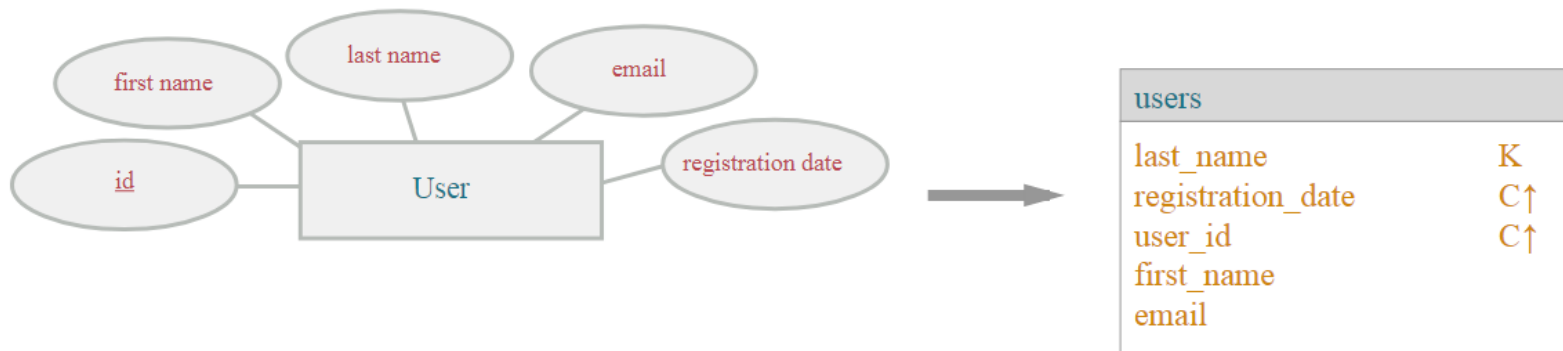 last name
first name
email
id
User
registration date
users
last_name K
registration_date C↑
user_id C↑
first_name
email